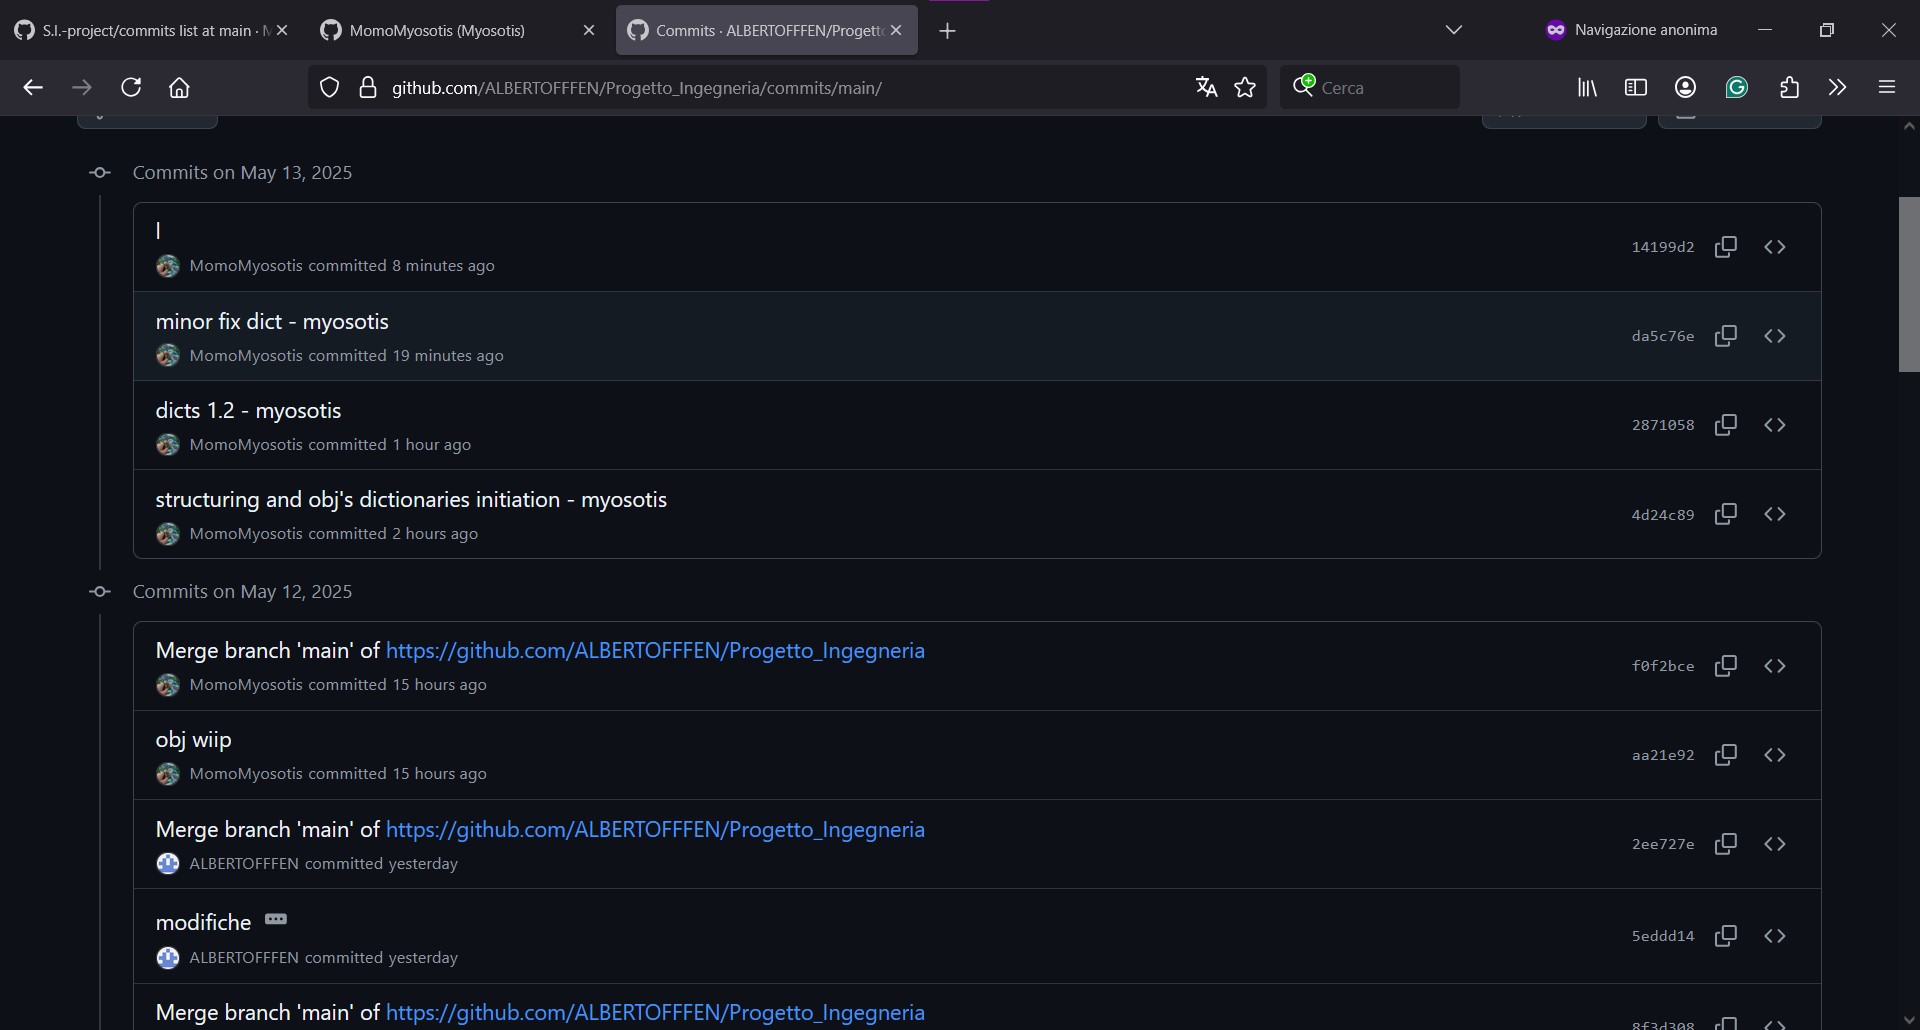 S.I.-project/commits list at main · M
MomoMyosotis (Myosotis)
Commits · ALBERTOFFFEN/Progett
Navigazione anonima
github.com/ALBERTOFFFEN/Progetto_Ingegneria/commits/main/
Cerca
Commits on May 13, 2025
l
MomoMyosotis committed 8 minutes ago
14199d2
minor fix dict - myosotis
MomoMyosotis committed 19 minutes ago
da5c76e
dicts 1.2 - myosotis
MomoMyosotis committed 1 hour ago
2871058
structuring and obj's dictionaries initiation - myosotis
MomoMyosotis committed 2 hours ago
4d24c89
Commits on May 12, 2025
Merge branch 'main' of https://github.com/ALBERTOFFFEN/Progetto_Ingegneria
MomoMyosotis committed 15 hours ago
f0f2bce
obj wiip
MomoMyosotis committed 15 hours ago
aa21e92
Merge branch 'main' of https://github.com/ALBERTOFFFEN/Progetto_Ingegneria
ALBERTOFFFEN committed yesterday
2ee727e
modifiche
ALBERTOFFFEN committed yesterday
5eddd14
Merge branch 'main' of https://github.com/ALBERTOFFFEN/Progetto_Ingegneria
8f3d308